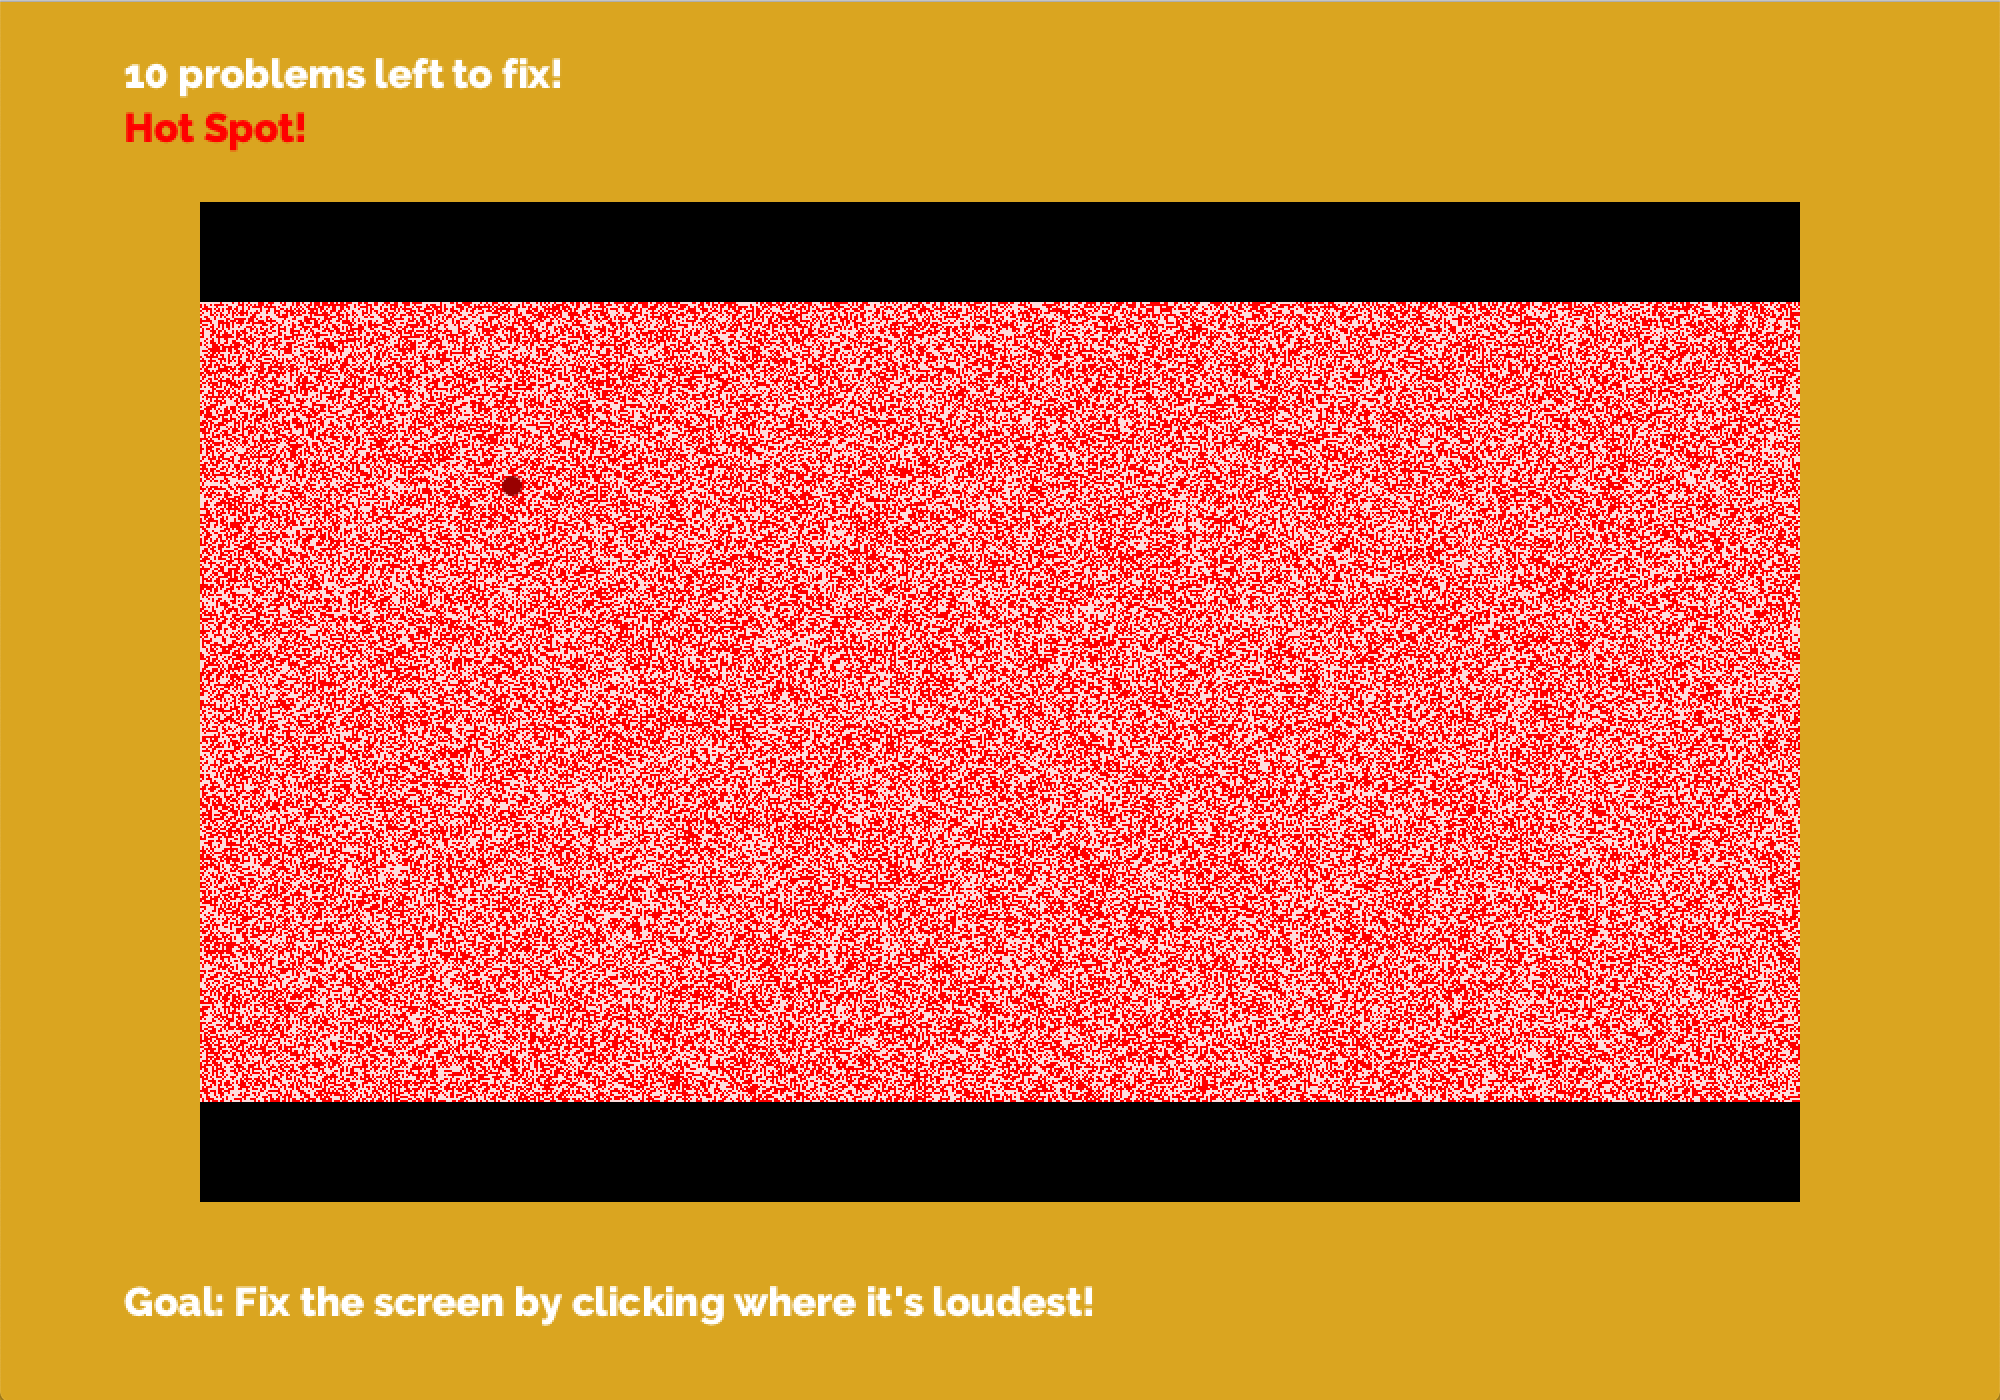 10 problems left to fix!
Hot Spot!
Goal: Fix the screen by clicking where it's loudest!